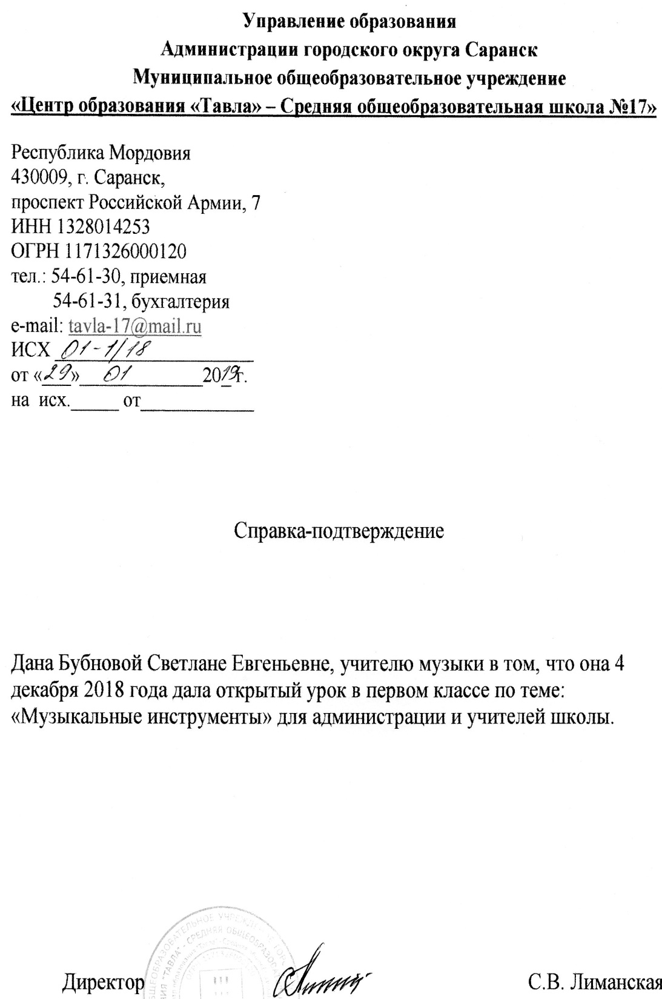 Управление образования
Администрации городского округа Саранск
Муниципальное общеобразовательное учреждение
«Центр образования «Тавла» – Средняя общеобразовательная школа №17»
Республика Мордовия
430009, г. Саранск,
проспект Российской Армии, 7
ИНН 1328014253
ОГРН 1171326000120
тел.: 54-61-30, приемная
54-61-31, бухгалтерия
e-mail: tavla-17@mail.ru
ИСХ 01-1/18
от «29» 01 2019г.
на исх.______ от______________
Справка-подтверждение
Дана Бубновой Светлане Евгеньевне, учителю музыки в том, что она 4
декабря 2018 года дала открытый урок в первом классе по теме:
«Музыкальные инструменты» для администрации и учителей школы.
Директор С.В. Лиманская